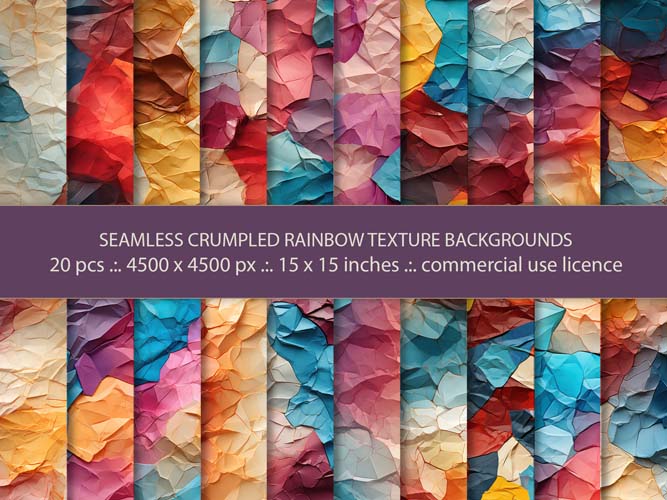 SEAMLESS CRUMPLED RAINBOW TEXTURE BACKGROUNDS
20 pcs .:. 4500 x 4500 px .:. 15 x 15 inches .:. commercial use licence